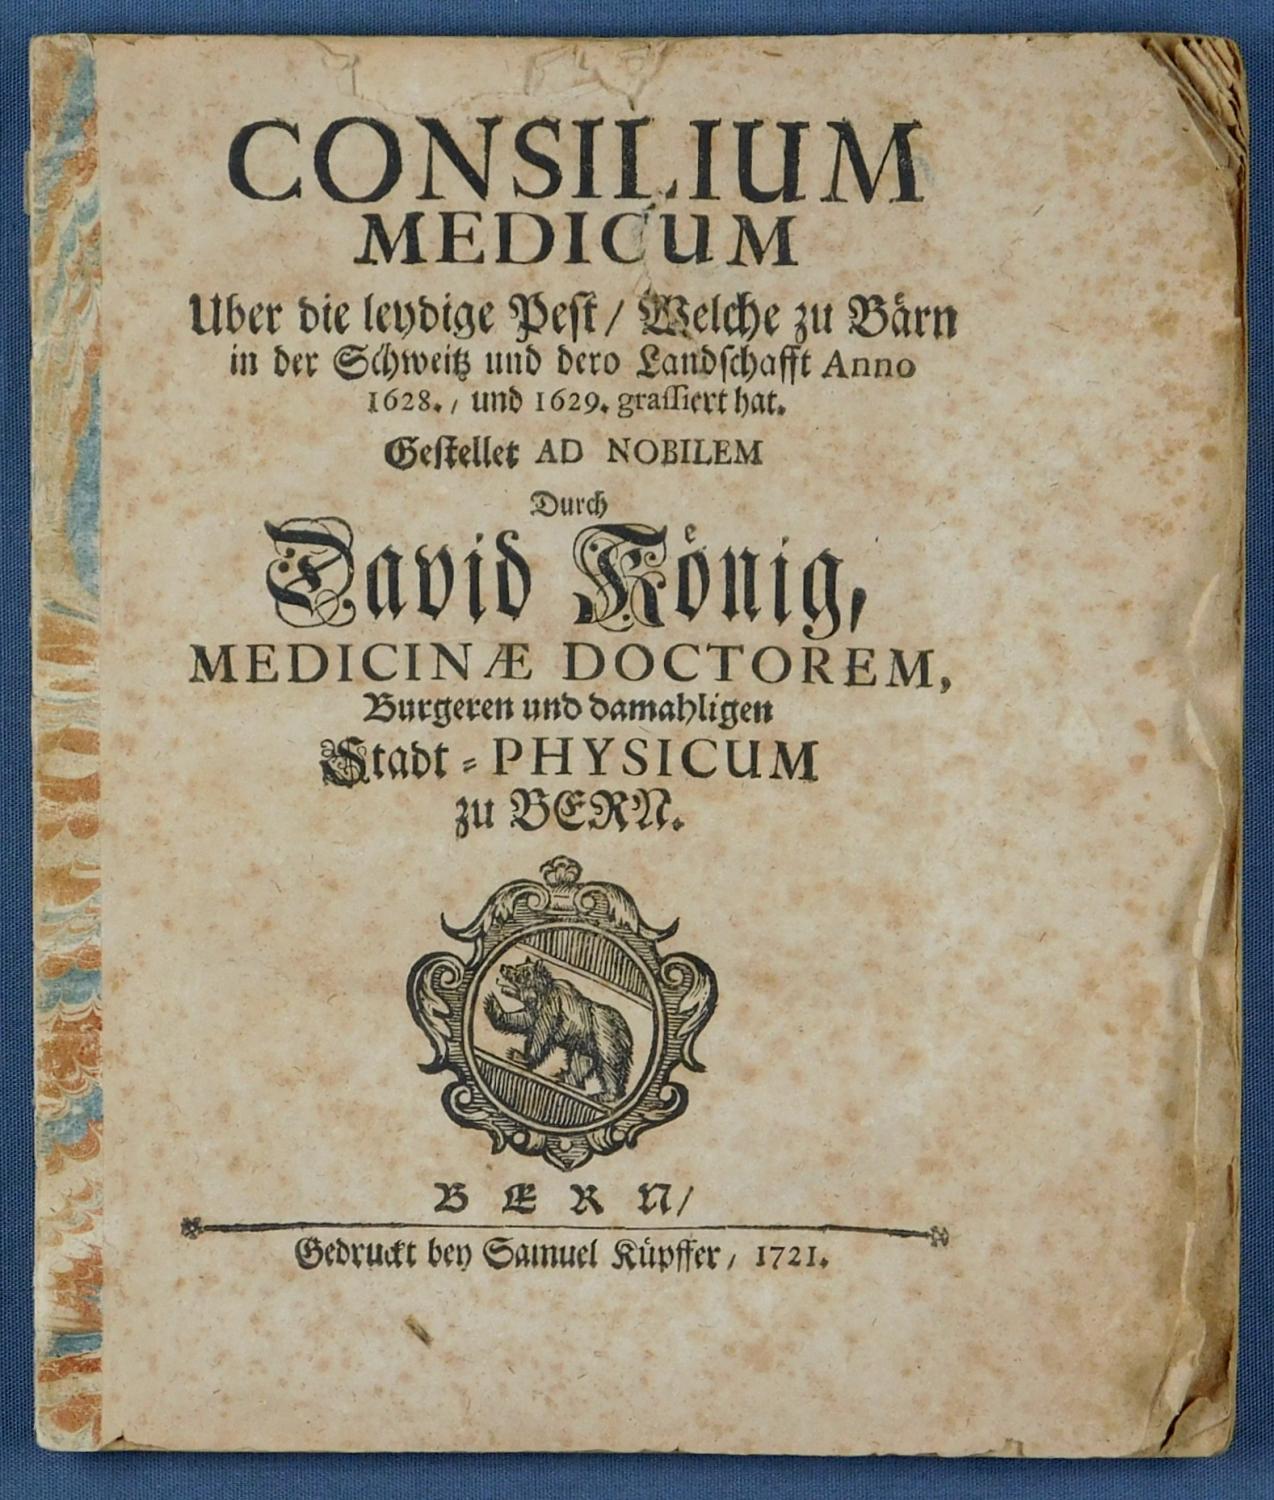 CONSILIUM
MEDICUM
Uber die leydige Pest / Welche zu Bärn
in der Schweitz und dero Landschafft Anno
1628. / und 1629. grassiert hat.
Gestellet AD NOBILEM
Durch
David Koͤnig,
MEDICINÆ DOCTOREM,
Burgeren und damahligen
Stadt = PHYSICUM
zu BERN.
BERN /
Gedruckt bey Samuel Küpffer / 1721.